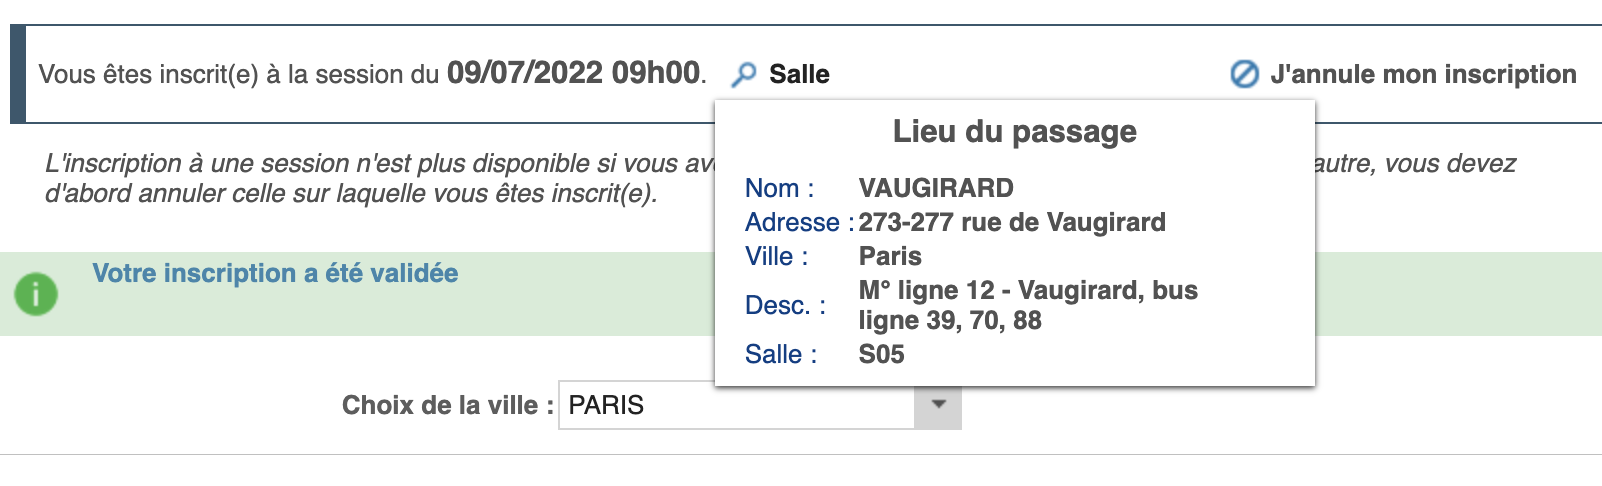 Vous êtes inscrit(e) à la session du 09/07/2022 09h00. Salle J'annule mon inscription
Lieu du passage
Nom : VAUGIRARD
Adresse : 273-277 rue de Vaugirard
Ville : Paris
Desc. : M° ligne 12 - Vaugirard, bus
ligne 39, 70, 88
Salle : S05
L'inscription à une session n'est plus disponible si vous autre, vous devez
d'abord annuler celle sur laquelle vous êtes inscrit(e).
Votre inscription a été validée
Choix de la ville : PARIS